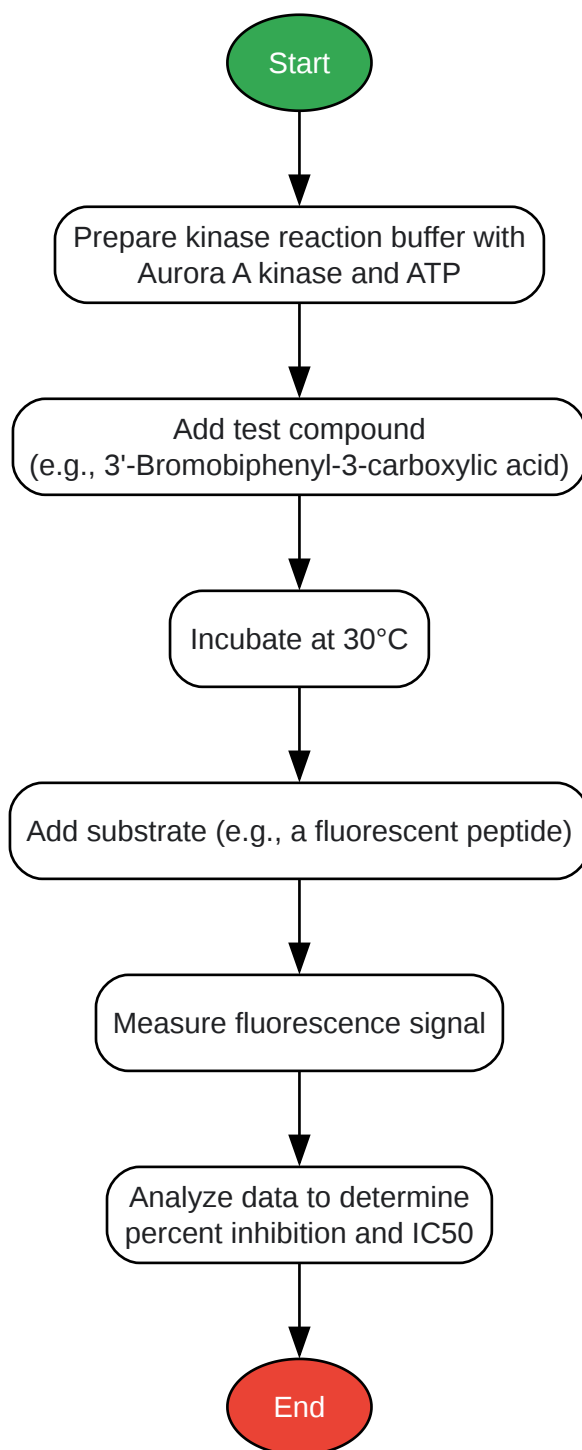 Start
Prepare kinase reaction buffer with
Aurora A kinase and ATP
Add test compound
(e.g., 3'-Bromobiphenyl-3-carboxylic acid)
Incubate at 30°C
Add substrate (e.g., a fluorescent peptide)
Measure fluorescence signal
Analyze data to determine
percent inhibition and IC50
End